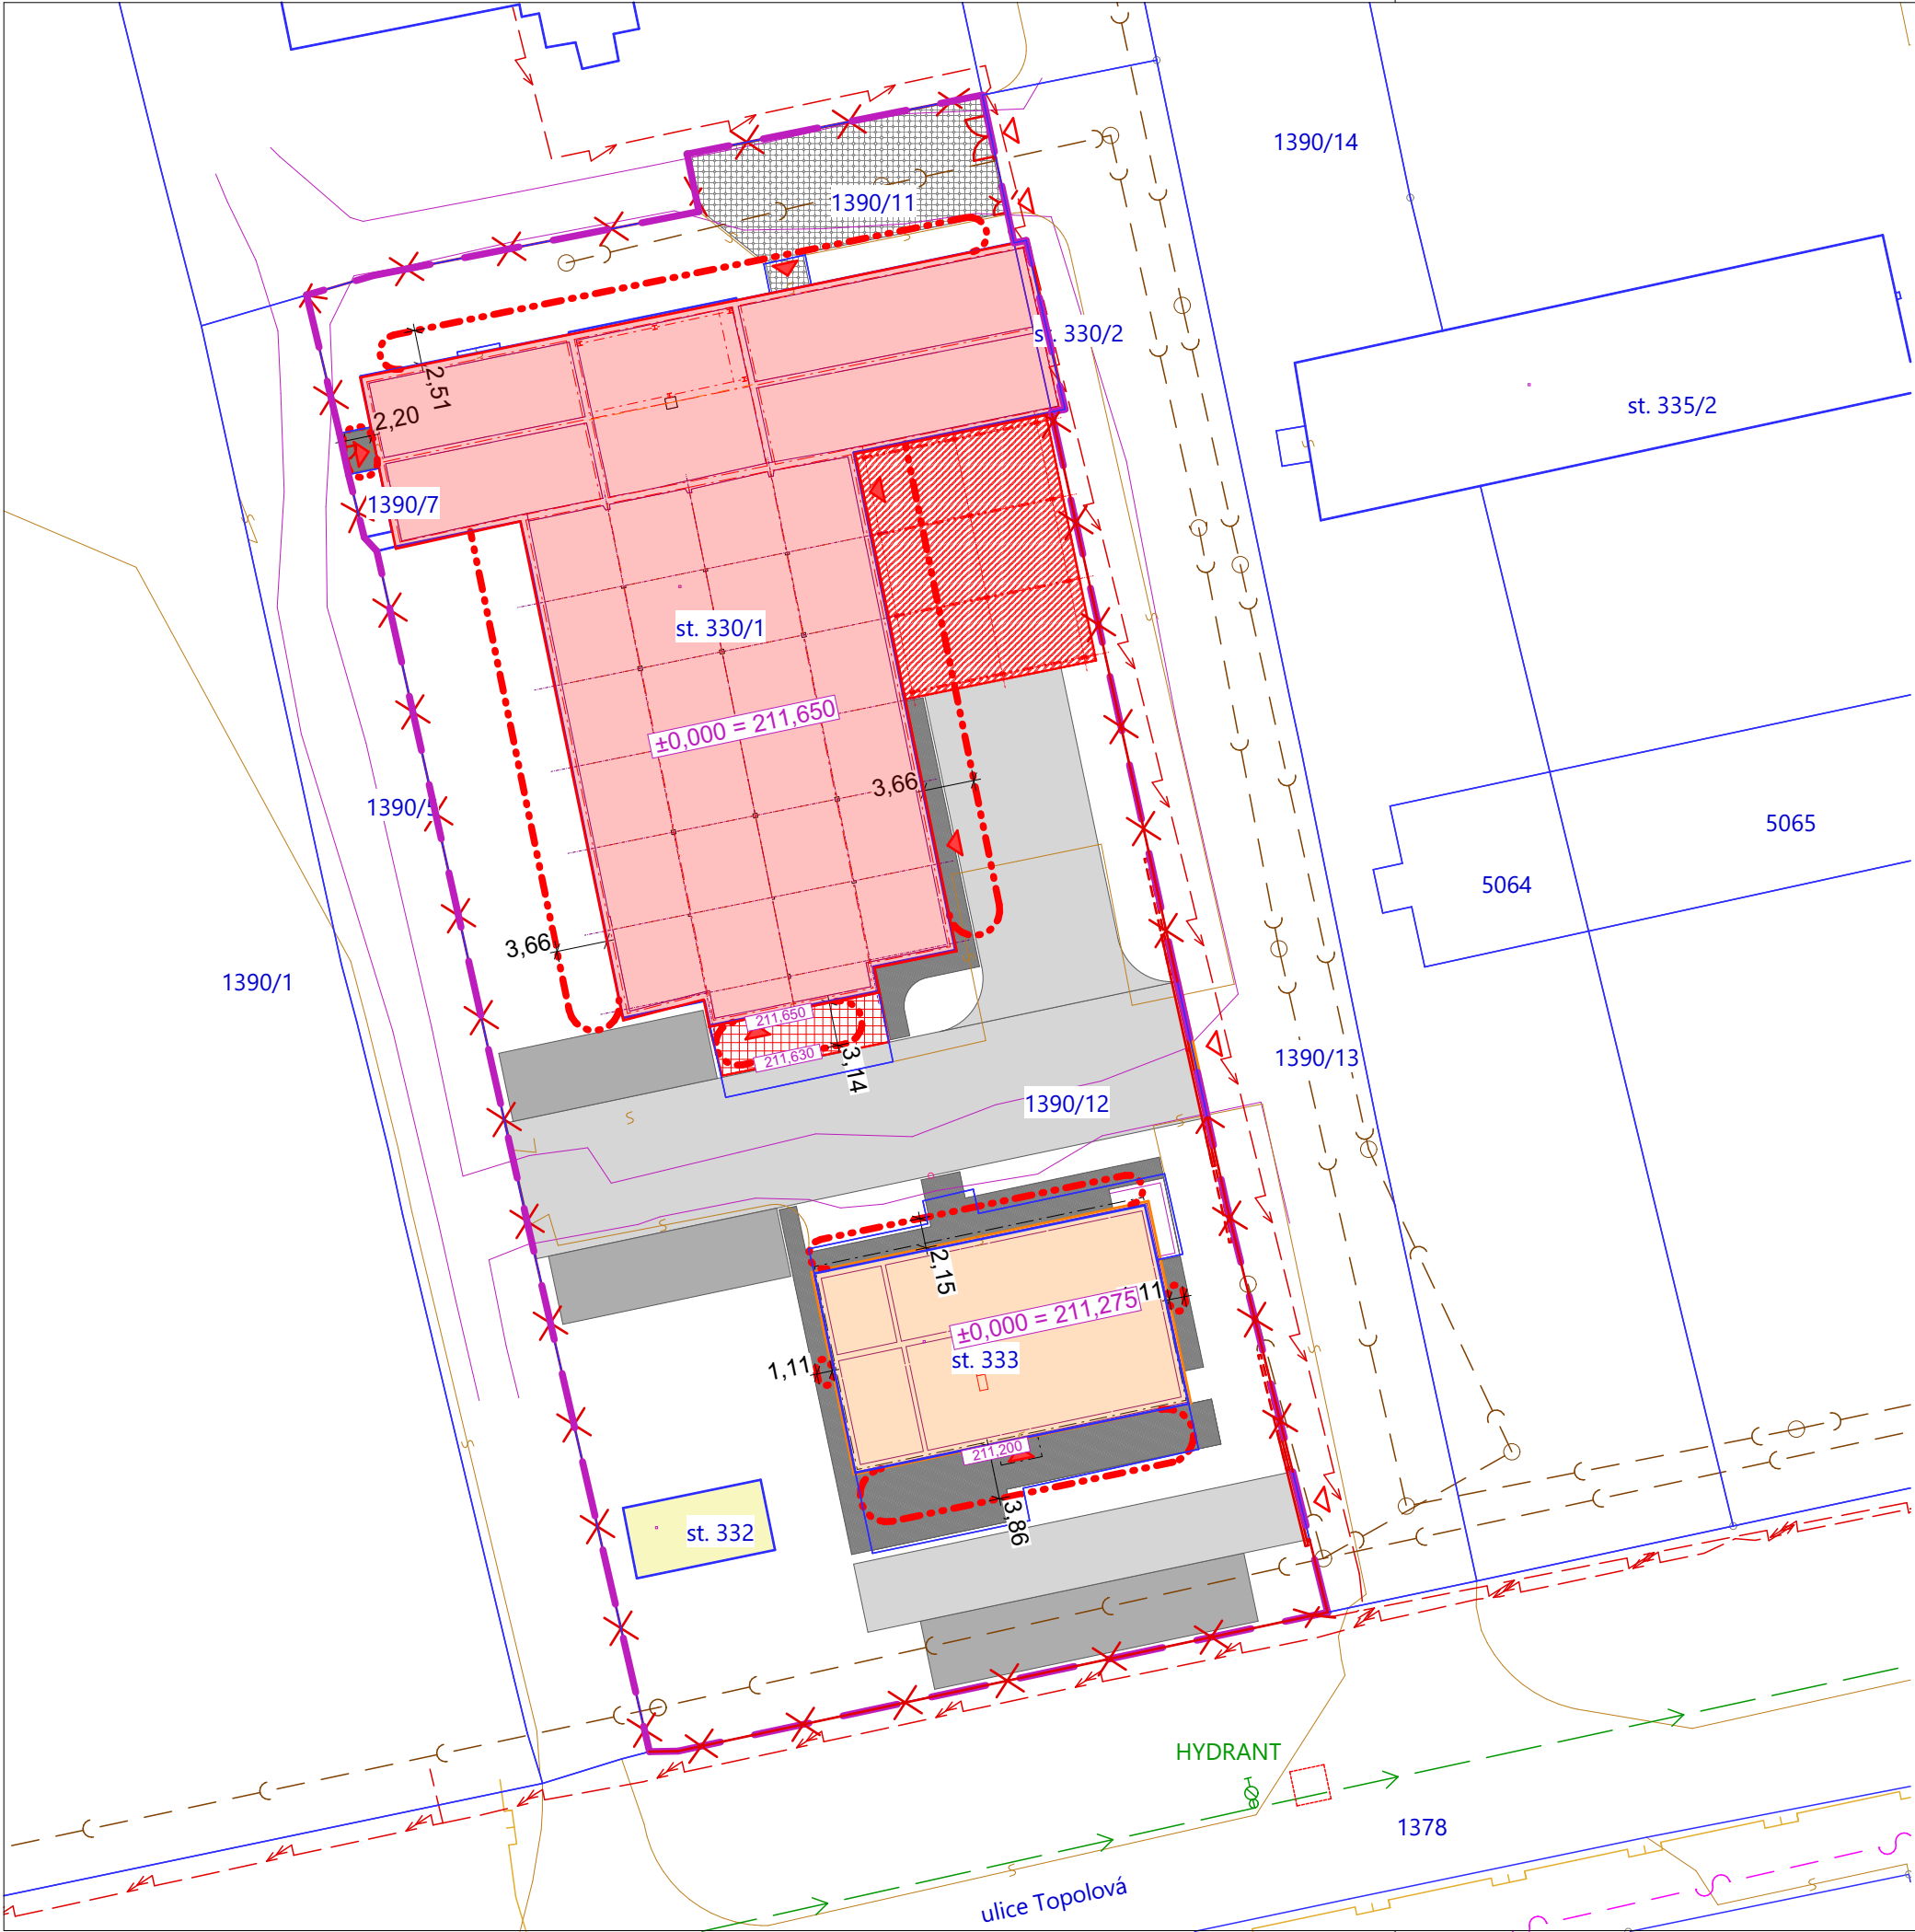 1390/14
1390/11
st. 330/2
2,51
st. 335/2
2,20
1390/7
st. 330/1
±0,000 = 211,650
3,66
1390/5
5065
5064
3,66
1390/1
211,650
211,630
3,14
1390/13
1390/12
2,15
11
±0,000 = 211,275
st. 333
1,11
211,200
3,86
st. 332
HYDRANT
1378
ulice Topolová